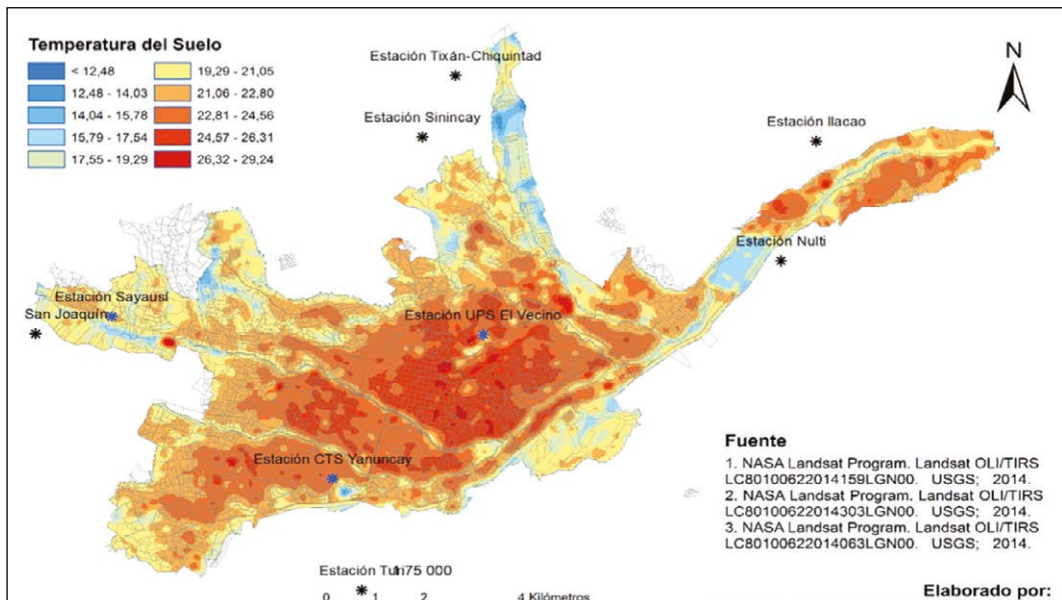 Temperatura del Suelo
< 12,48
12,48 - 14,03
14,04 - 15,78
15,79 - 17,54
17,55 - 19,29
19,29 - 21,05
21,06 - 22,80
22,81 - 24,56
24,57 - 26,31
26,32 - 29,24
Estación Tixán-Chiquintad
Estación Sinincay
Estación Ilacao
N
Estación Nulti
Estación Sayausí
San Joaquín
Estación UPS El Vecino
Estación CTS Yanuncay
Estación Turi
75 000
0 1 2 4 Kilómetros
Fuente
1. NASA Landsat Program. Landsat OLI/TIRS
LC80100622014159LGN00. USGS; 2014.
2. NASA Landsat Program. Landsat OLI/TIRS
LC80100622014303LGN00. USGS; 2014.
3. NASA Landsat Program. Landsat OLI/TIRS
LC80100622014063LGN00. USGS; 2014.
Elaborado por: